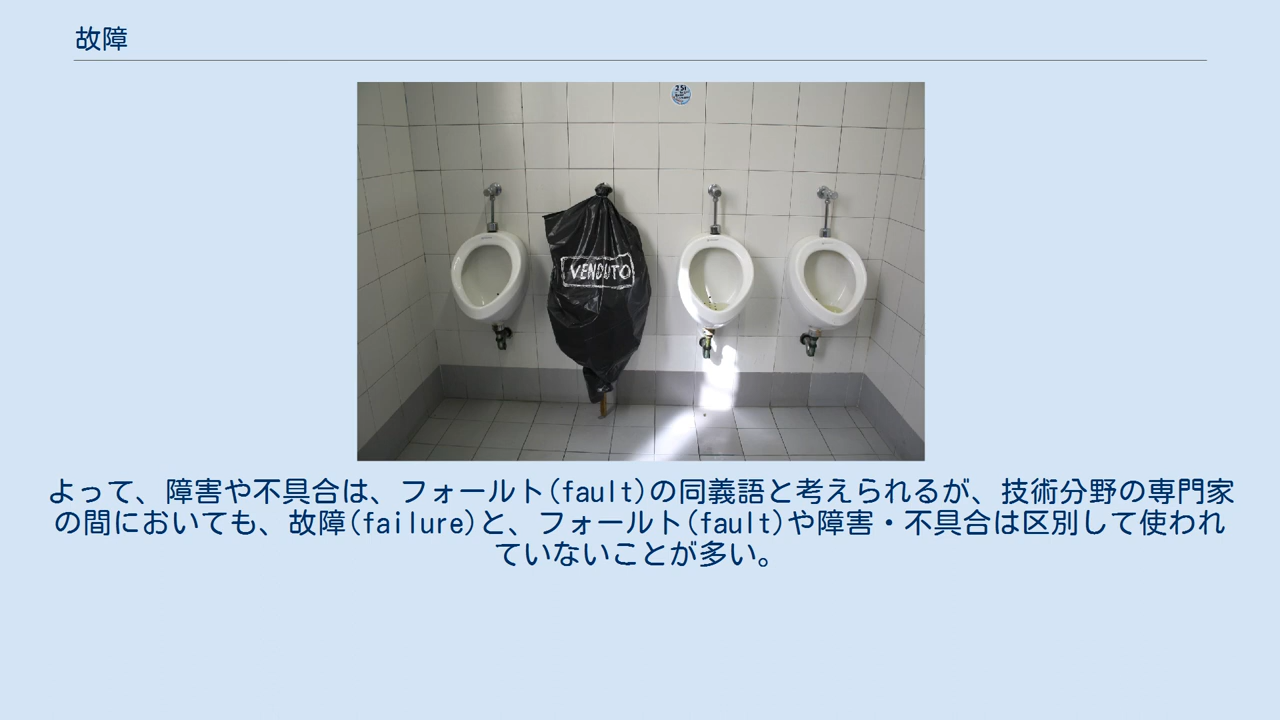 故障
VENDUTO
よって、障害や不具合は、フォールト(fault)の同義語と考えられるが、技術分野の専門家
の間においても、故障(failure)と、フォールト(fault)や障害・不具合は区別して使われ
ていないことが多い。